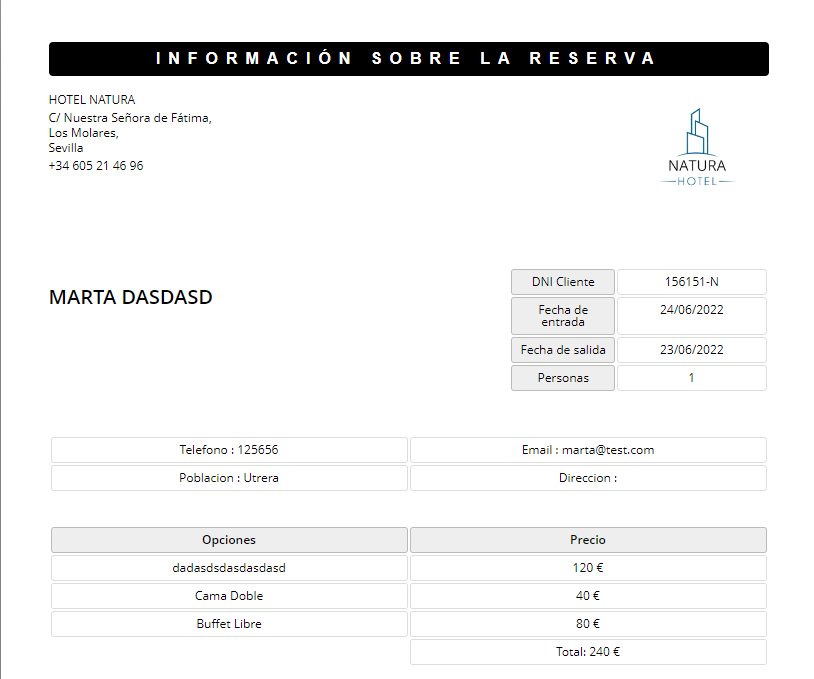 INFORMACIÓN SOBRE LA RESERVA
HOTEL NATURA
C/ Nuestra Señora de Fátima,
Los Molares,
Sevilla
+34 605 21 46 96
NATURA
HOTEL
MARTA DASDASD
DNI Cliente 156151-N
Fecha de 24/06/2022
entrada
Fecha de salida 23/06/2022
Personas 1
Telefono : 125656 Email : marta@test.com
Poblacion : Utrera Direccion :
Opciones Precio
dadasdsdasdasdasd 120 €
Cama Doble 40 €
Buffet Libre 80 €
Total: 240 €